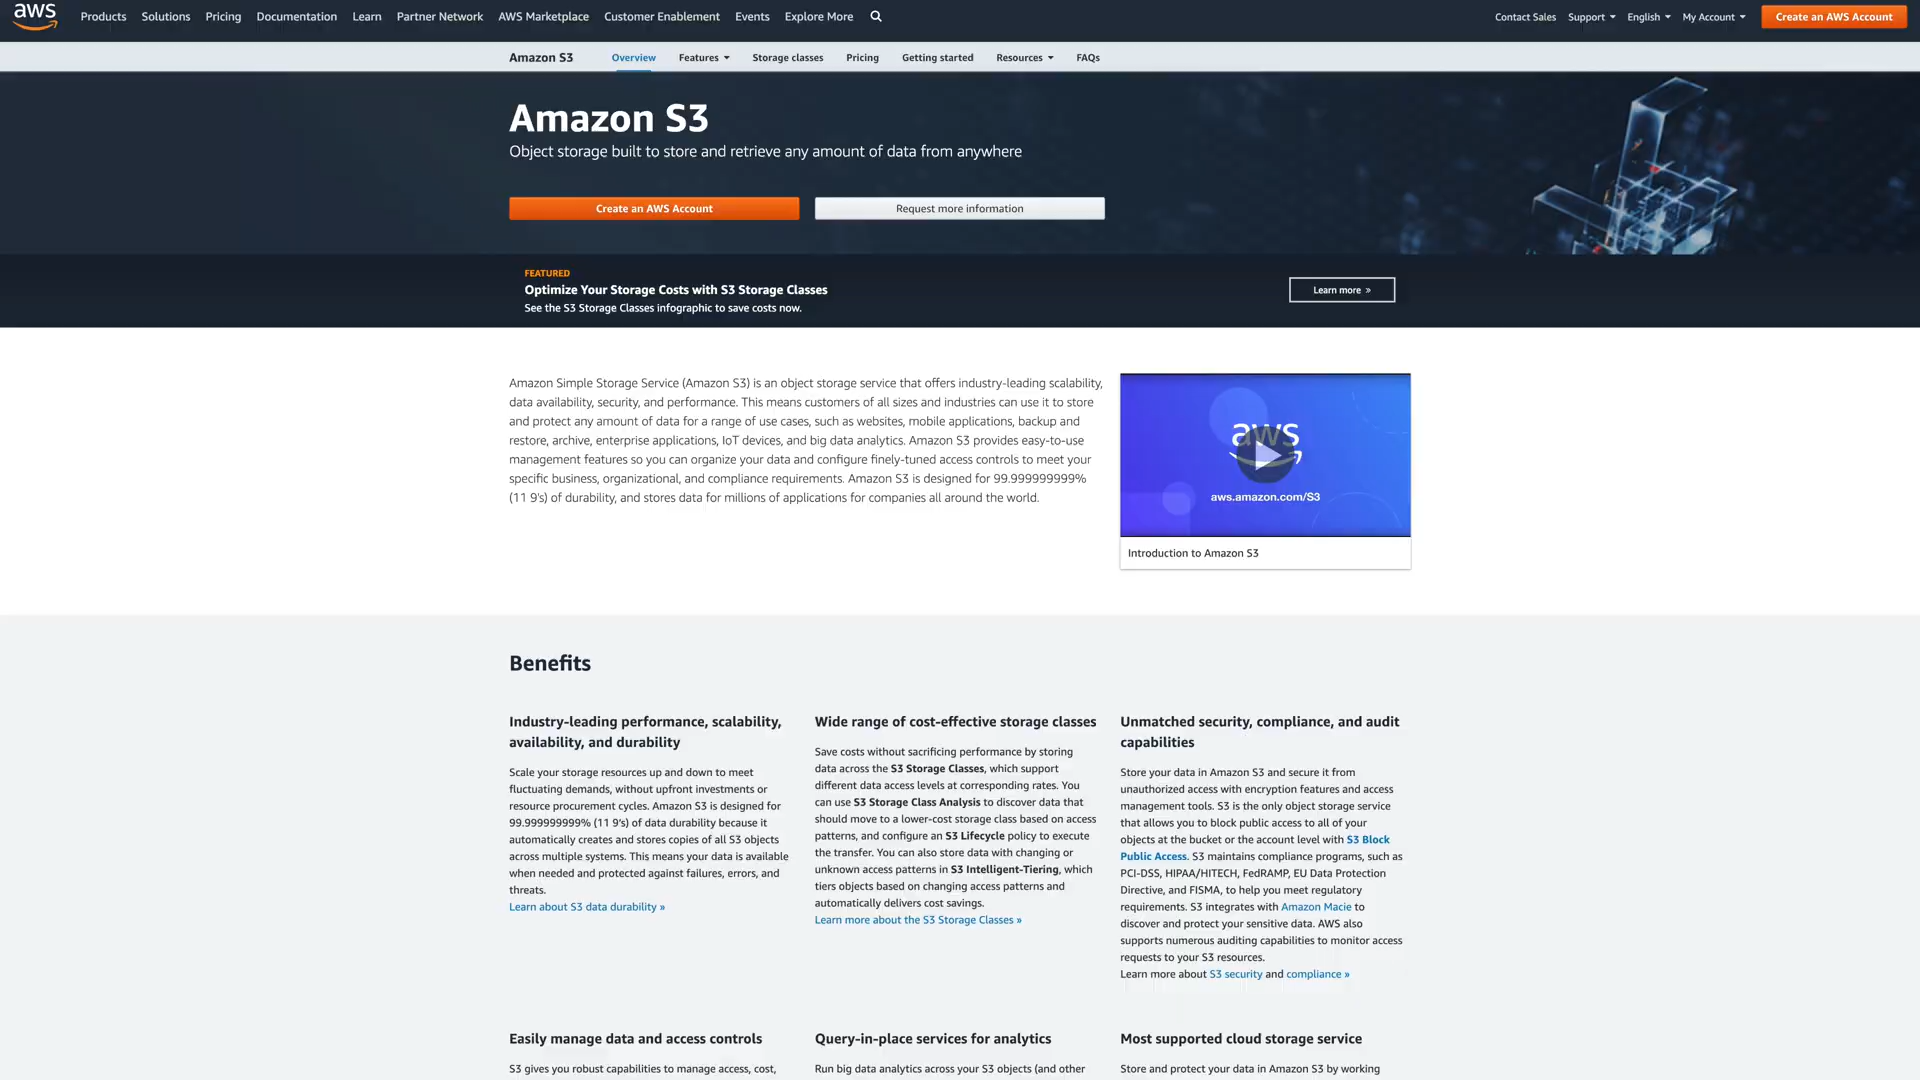 aws
Products
Solutions
Pricing
Documentation
Learn
Partner Network
AWS Marketplace
Customer Enablement
Events
Explore More
Contact Sales
Support
English
My Account
Create an AWS Account
Amazon S3
Overview
Features
Storage classes
Pricing
Getting started
Resources
FAQs
Amazon S3
Object storage built to store and retrieve any amount of data from anywhere
Create an AWS Account
Request more information
FEATURED
Optimize Your Storage Costs with S3 Storage Classes
See the S3 Storage Classes infographic to save costs now.
Learn more »
Amazon Simple Storage Service (Amazon S3) is an object storage service that offers industry-leading scalability,
data availability, security, and performance. This means customers of all sizes and industries can use it to store
and protect any amount of data for a range of use cases, such as websites, mobile applications, backup and
restore, archive, enterprise applications, IoT devices, and big data analytics. Amazon S3 provides easy-to-use
management features so you can organize your data and configure finely-tuned access controls to meet your
specific business, organizational, and compliance requirements. Amazon S3 is designed for 99.999999999%
(11 9's) of durability, and stores data for millions of applications for companies all around the world.
aws
aws.amazon.com/S3
Introduction to Amazon S3
Benefits
Industry-leading performance, scalability,
availability, and durability
Scale your storage resources up and down to meet
fluctuating demands, without upfront investments or
resource procurement cycles. Amazon S3 is designed for
99.999999999% (11 9's) of data durability because it
automatically creates and stores copies of all S3 objects
across multiple systems. This means your data is available
when needed and protected against failures, errors, and
threats.
Learn about S3 data durability »
Wide range of cost-effective storage classes
Save costs without sacrificing performance by storing
data across the S3 Storage Classes, which support
different data access levels at corresponding rates. You
can use S3 Storage Class Analysis to discover data that
should move to a lower-cost storage class based on access
patterns, and configure an S3 Lifecycle policy to execute
the transfer. You can also store data with changing or
unknown access patterns in S3 Intelligent-Tiering, which
tiers objects based on changing access patterns and
automatically delivers cost savings.
Learn more about the S3 Storage Classes »
Unmatched security, compliance, and audit
capabilities
Store your data in Amazon S3 and secure it from
unauthorized access with encryption features and access
management tools. S3 is the only object storage service
that allows you to block public access to all of your
objects at the bucket or the account level with S3 Block
Public Access. S3 maintains compliance programs, such as
PCI-DSS, HIPAA/HITECH, FedRAMP, EU Data Protection
Directive, and FISMA, to help you meet regulatory
requirements. S3 integrates with Amazon Macie to
discover and protect your sensitive data. AWS also
supports numerous auditing capabilities to monitor access
requests to your S3 resources.
Learn more about S3 security and compliance »
Easily manage data and access controls
S3 gives you robust capabilities to manage access, cost,
Query-in-place services for analytics
Run big data analytics across your S3 objects (and other
Most supported cloud storage service
Store and protect your data in Amazon S3 by working